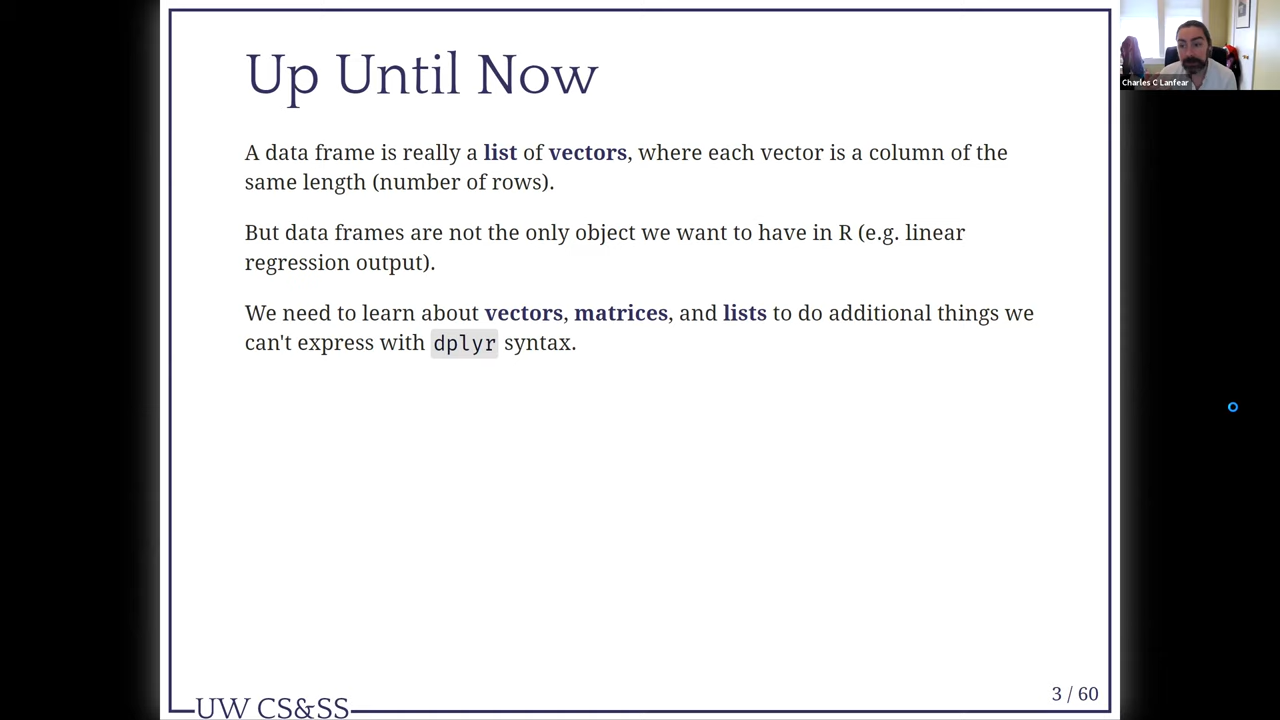 Up Until Now
Charles C Lanfear
A data frame is really a list of vectors, where each vector is a column of the
same length (number of rows).
But data frames are not the only object we want to have in R (e.g. linear
regression output).
We need to learn about vectors, matrices, and lists to do additional things we
can't express with dplyr syntax.
3 / 60
UW CS&SS